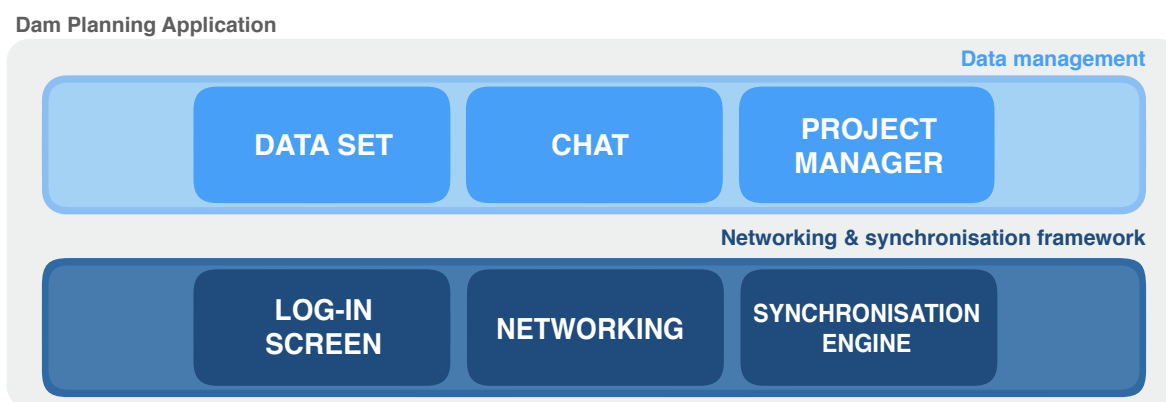 Dam Planning Application
Data management
DATA SET
CHAT
PROJECT
MANAGER
Networking & synchronisation framework
LOG-IN
SCREEN
NETWORKING
SYNCHRONISATION
ENGINE